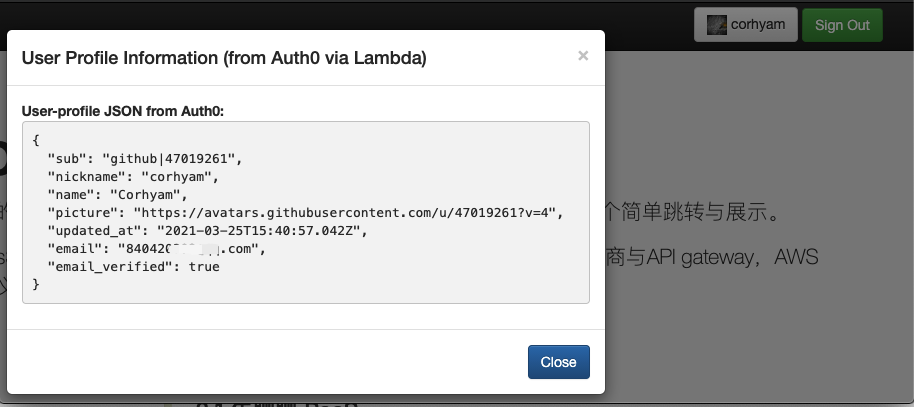 corhyam
Sign Out
User Profile Information (from Auth0 via Lambda)
×
User-profile JSON from Auth0:
{
"sub": "github|47019261",
"nickname": "corhyam",
"name": "Corhyam",
"picture": "https://avatars.githubusercontent.com/u/47019261?v=4",
"updated_at": "2021-03-25T15:40:57.042Z",
"email": q.com",
"email_verified": true
}
个简单跳转与展示。
商与API gateway，AWS
Close